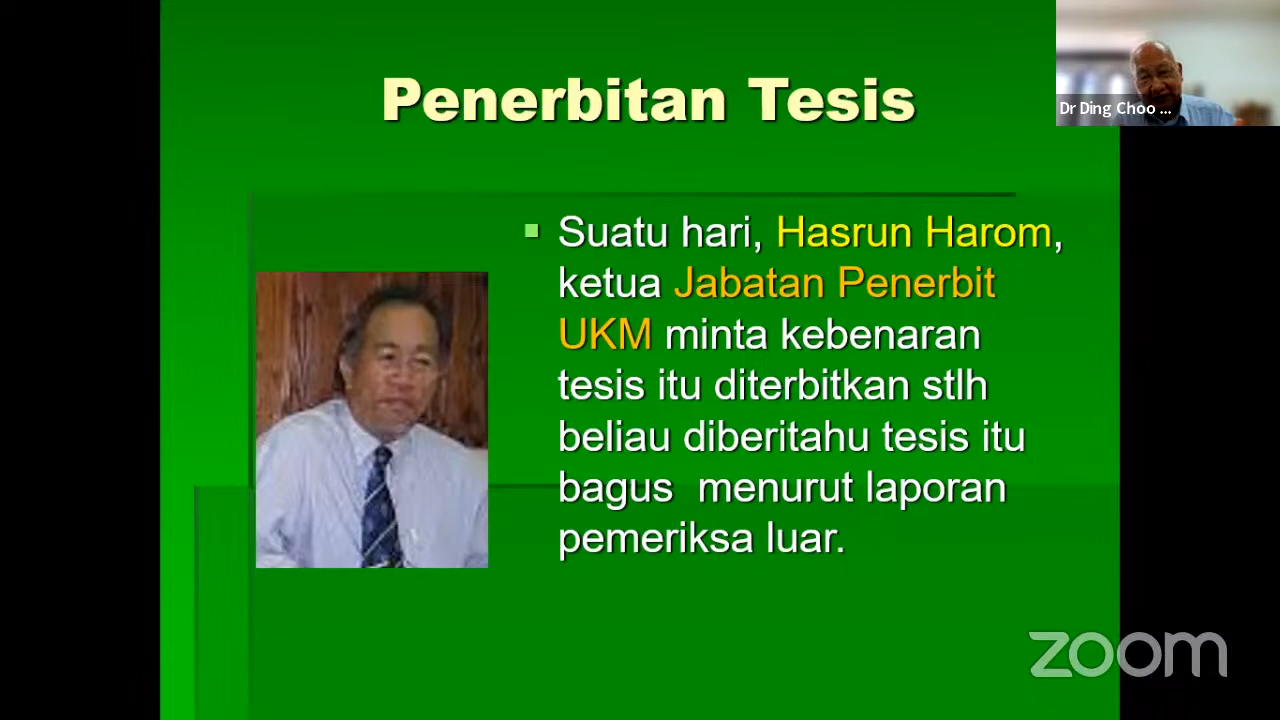 Penerbitan Tesis
Dr Ding Choo ...
Suatu hari, Hasrun Harom,
ketua Jabatan Penerbit
UKM minta kebenaran
tesis itu diterbitkan stlh
beliau diberitahu tesis itu
bagus  menurut laporan
pemeriksa luar.
zoom